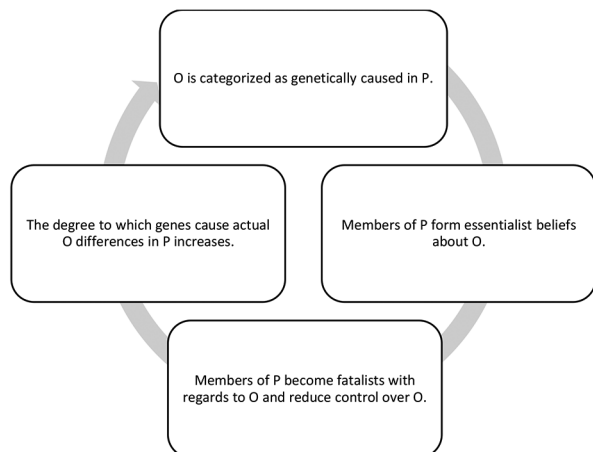 O is categorized as genetically caused in P.
Members of P form essentialist beliefs
about O.
Members of P become fatalists with
regards to O and reduce control over O.
The degree to which genes cause actual
O differences in P increases.